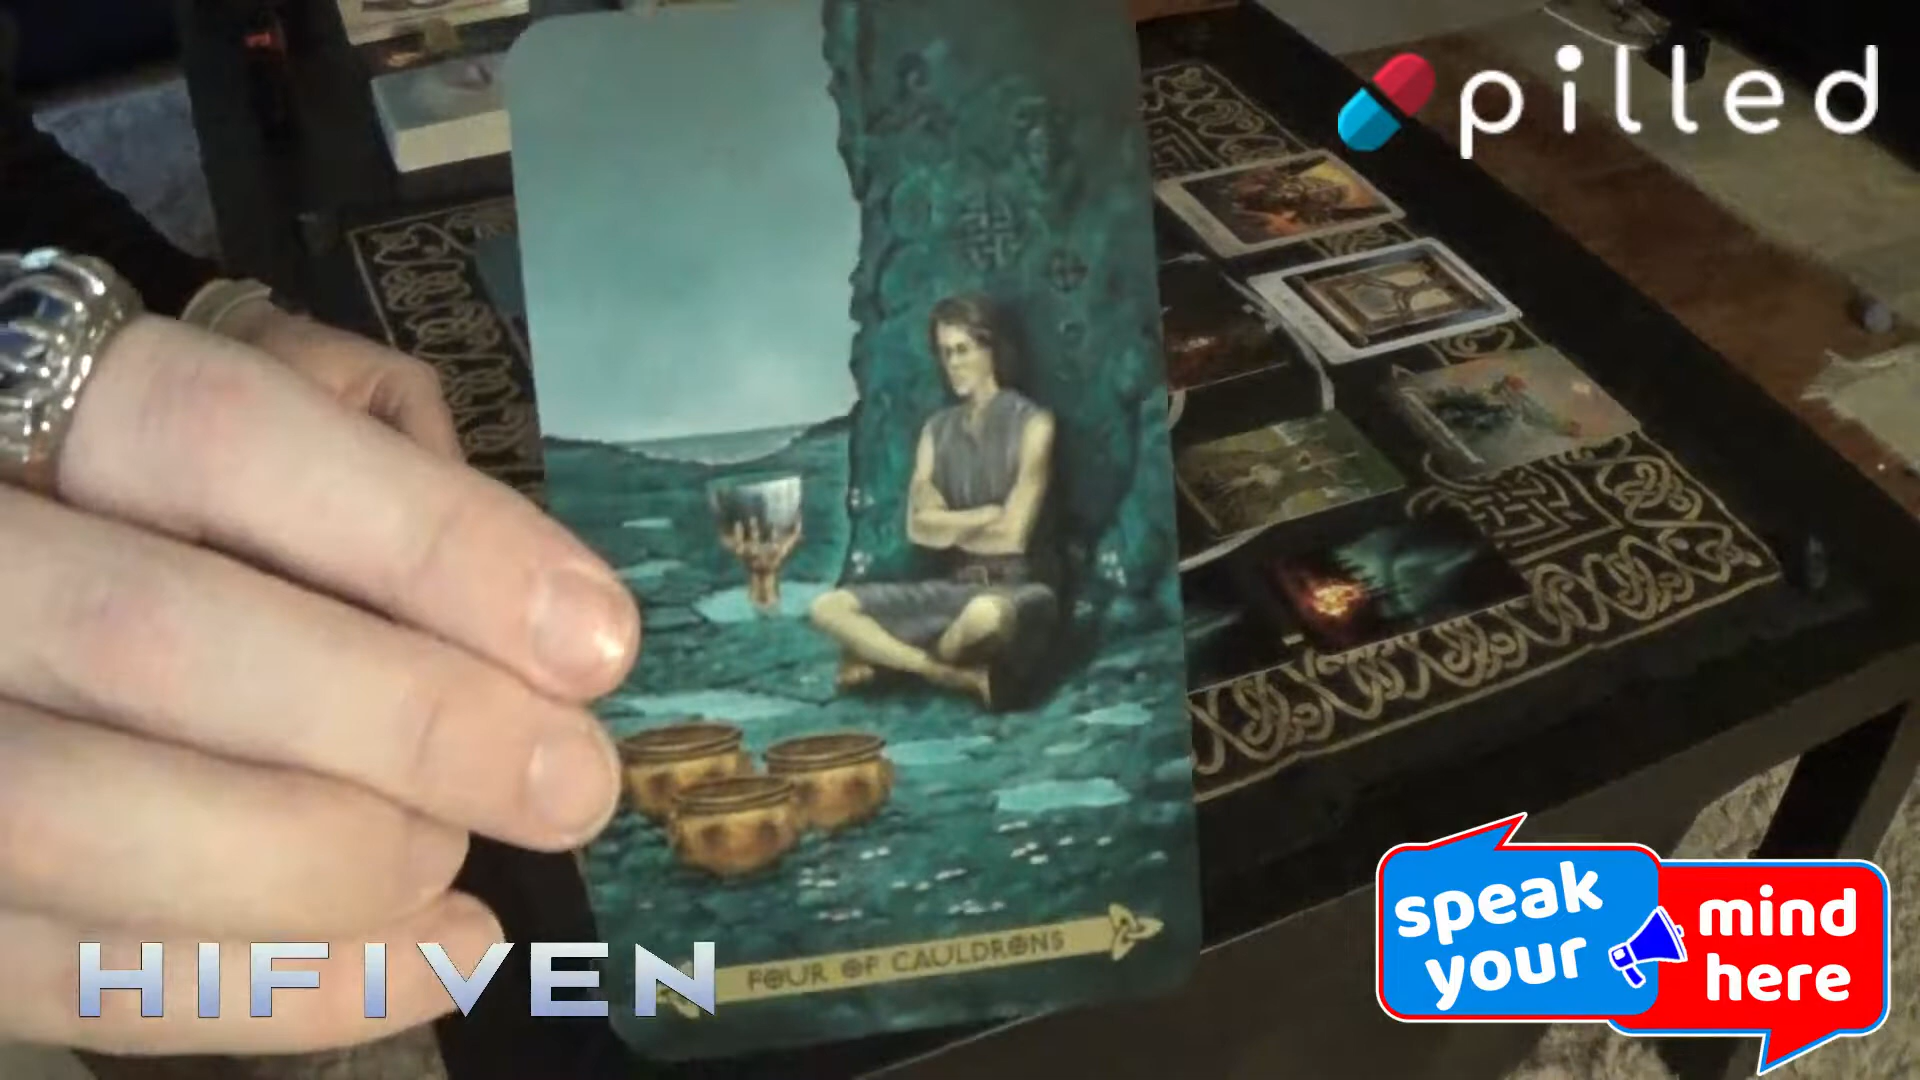 pilled
speak
your
mind
here
HIFIVEN
FOUR OF CAULDRONS